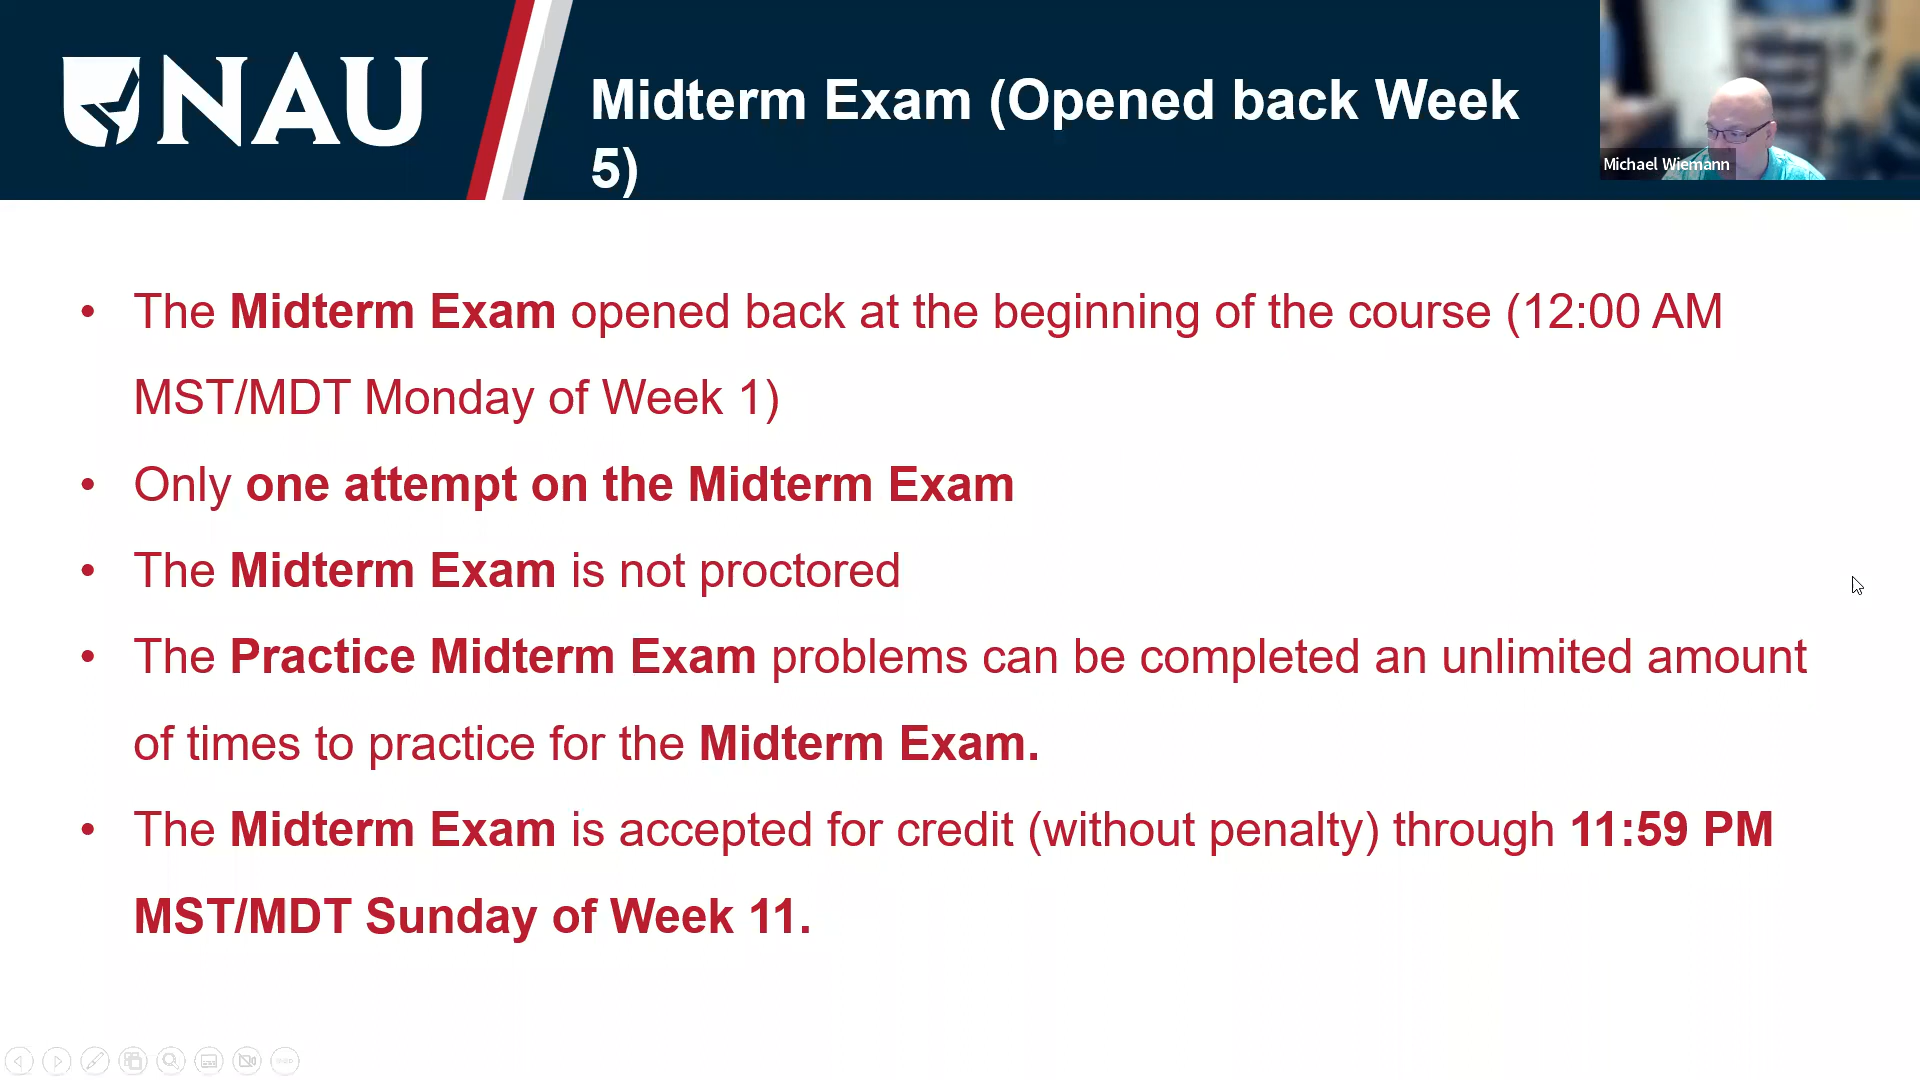 NAU
Midterm Exam (Opened back Week
5)
Michael Wiemann
• The Midterm Exam opened back at the beginning of the course (12:00 AM
MST/MDT Monday of Week 1)
• Only one attempt on the Midterm Exam
• The Midterm Exam is not proctored
• The Practice Midterm Exam problems can be completed an unlimited amount
of times to practice for the Midterm Exam.
• The Midterm Exam is accepted for credit (without penalty) through 11:59 PM
MST/MDT Sunday of Week 11.